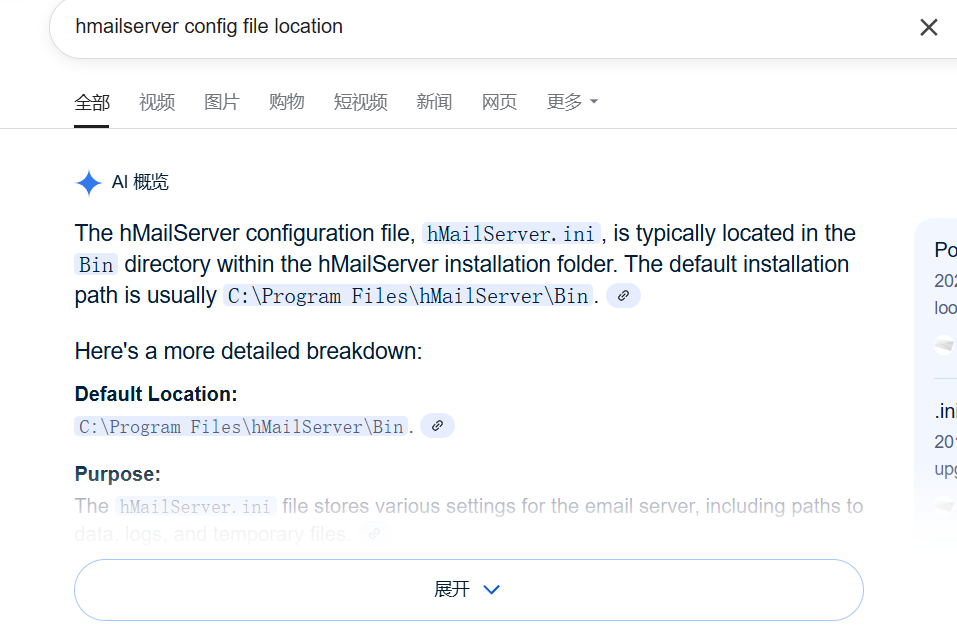 hmailserver config file location
全部 视频 图片 购物 短视频 新闻 网页 更多
AI 概览
The hMailServer configuration file, hMailServer.ini, is typically located in the
Bin directory within the hMailServer installation folder. The default installation
path is usually C:\Program Files\hMailServer\Bin.
Here's a more detailed breakdown:
Default Location:
C:\Program Files\hMailServer\Bin.
Purpose:
The hMailServer.ini file stores various settings for the email server, including paths to
data, logs, and temporary files.
展开
Po
202
loo
.ini
201
upg